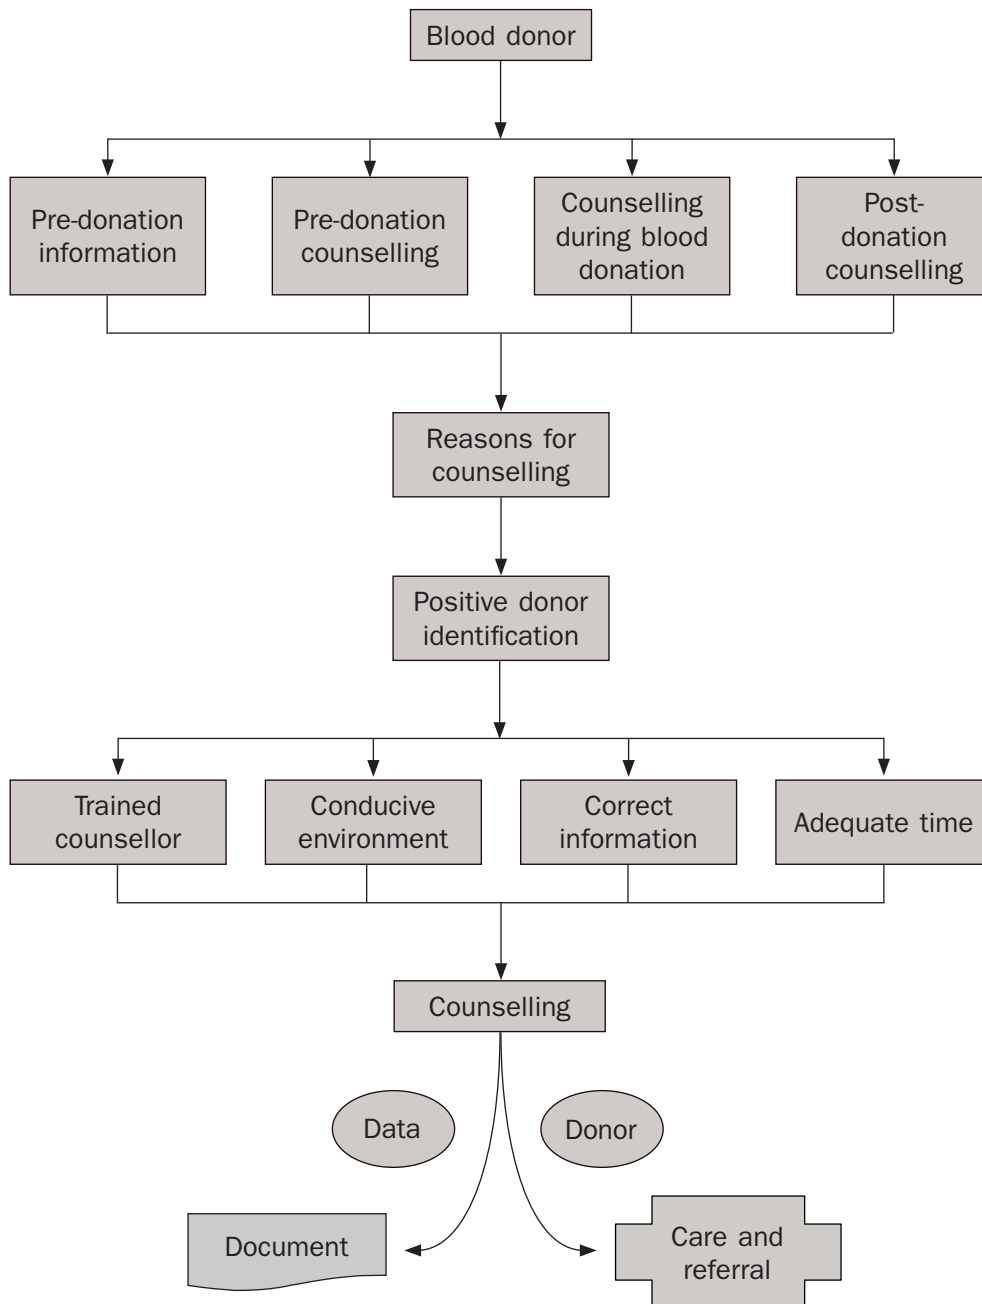 Blood donor
Pre-donation
information
Pre-donation
counselling
Counselling
during blood
donation
Post-
donation
counselling
Reasons for
counselling
Positive donor
identification
Trained
counsellor
Conducive
environment
Correct
information
Adequate time
Counselling
Data
Donor
Document
Care and
referral